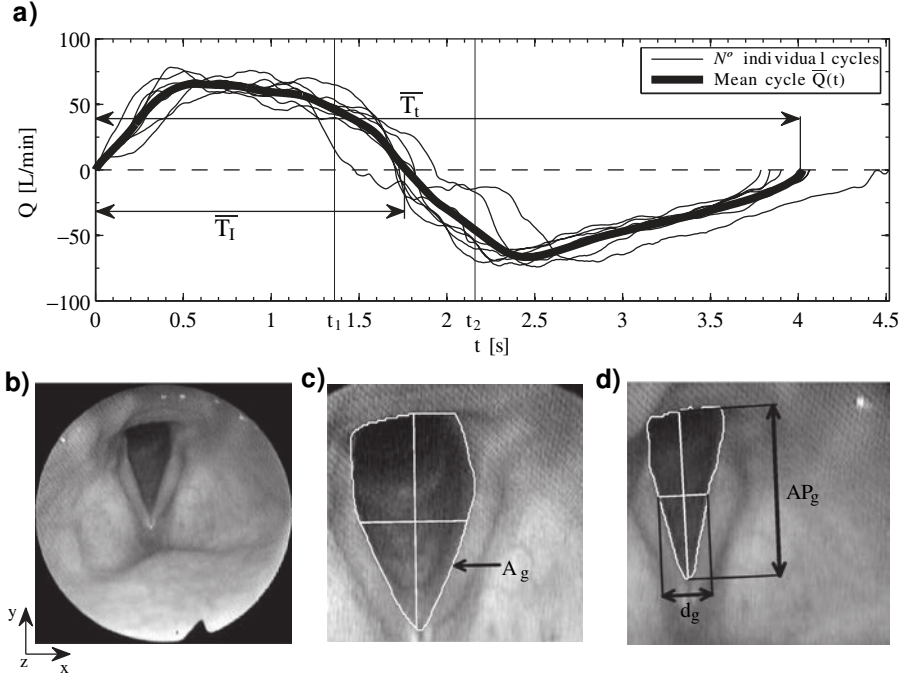 a)
100
50
0
−50
−100
Q [L/min]
Nº individual cycles
Mean cycle Q̅(t)
T̅t
T̅I
0 0.5 1 t1 1.5 2 t2 2.5 3 3.5 4 4.5
t [s]
b) c) d)
Ag
APg
dg
y
z x